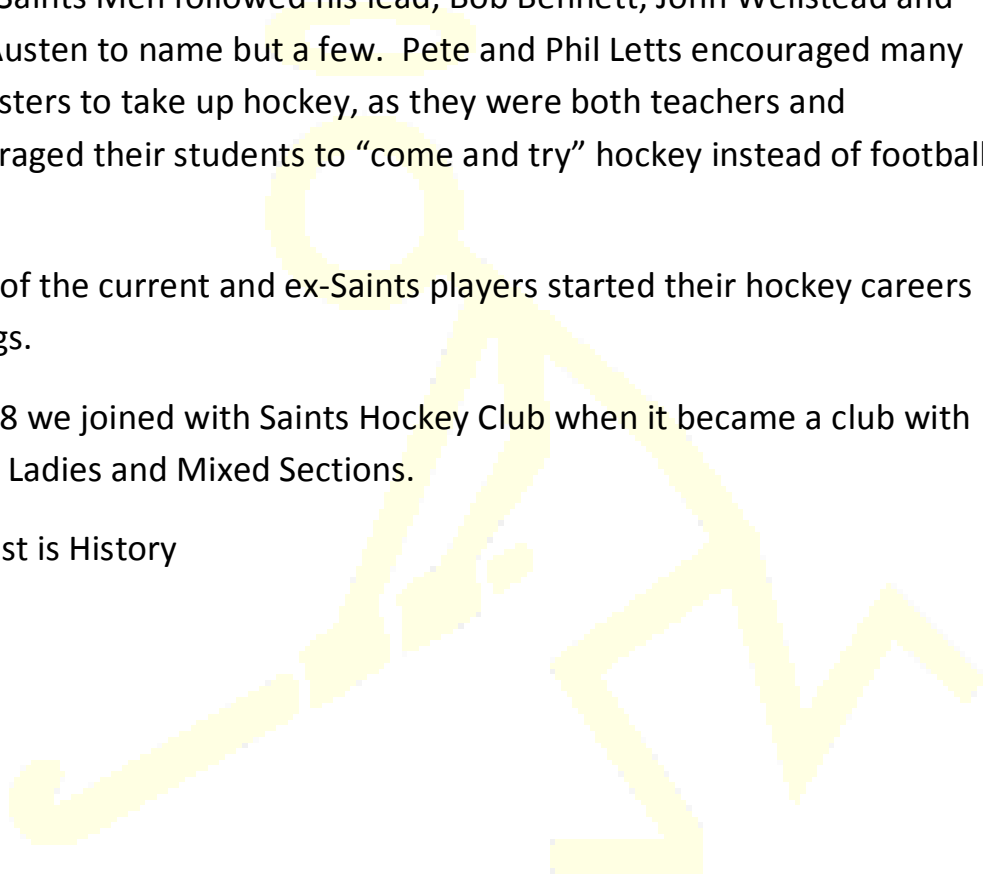 Saints Men followed his lead, Bob Bennett, John Wellstead and
Austen to name but a few. Pete and Phil Letts encouraged many
sters to take up hockey, as they were both teachers and
raged their students to “come and try” hockey instead of football
of the current and ex-Saints players started their hockey careers
gs.
8 we joined with Saints Hockey Club when it became a club with
Ladies and Mixed Sections.
st is History